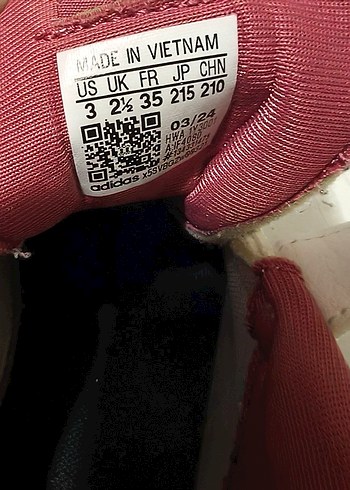 MADE IN VIETNAM
US UK FR JP CHN
3 2½ 35 215 210
03/24
adidas